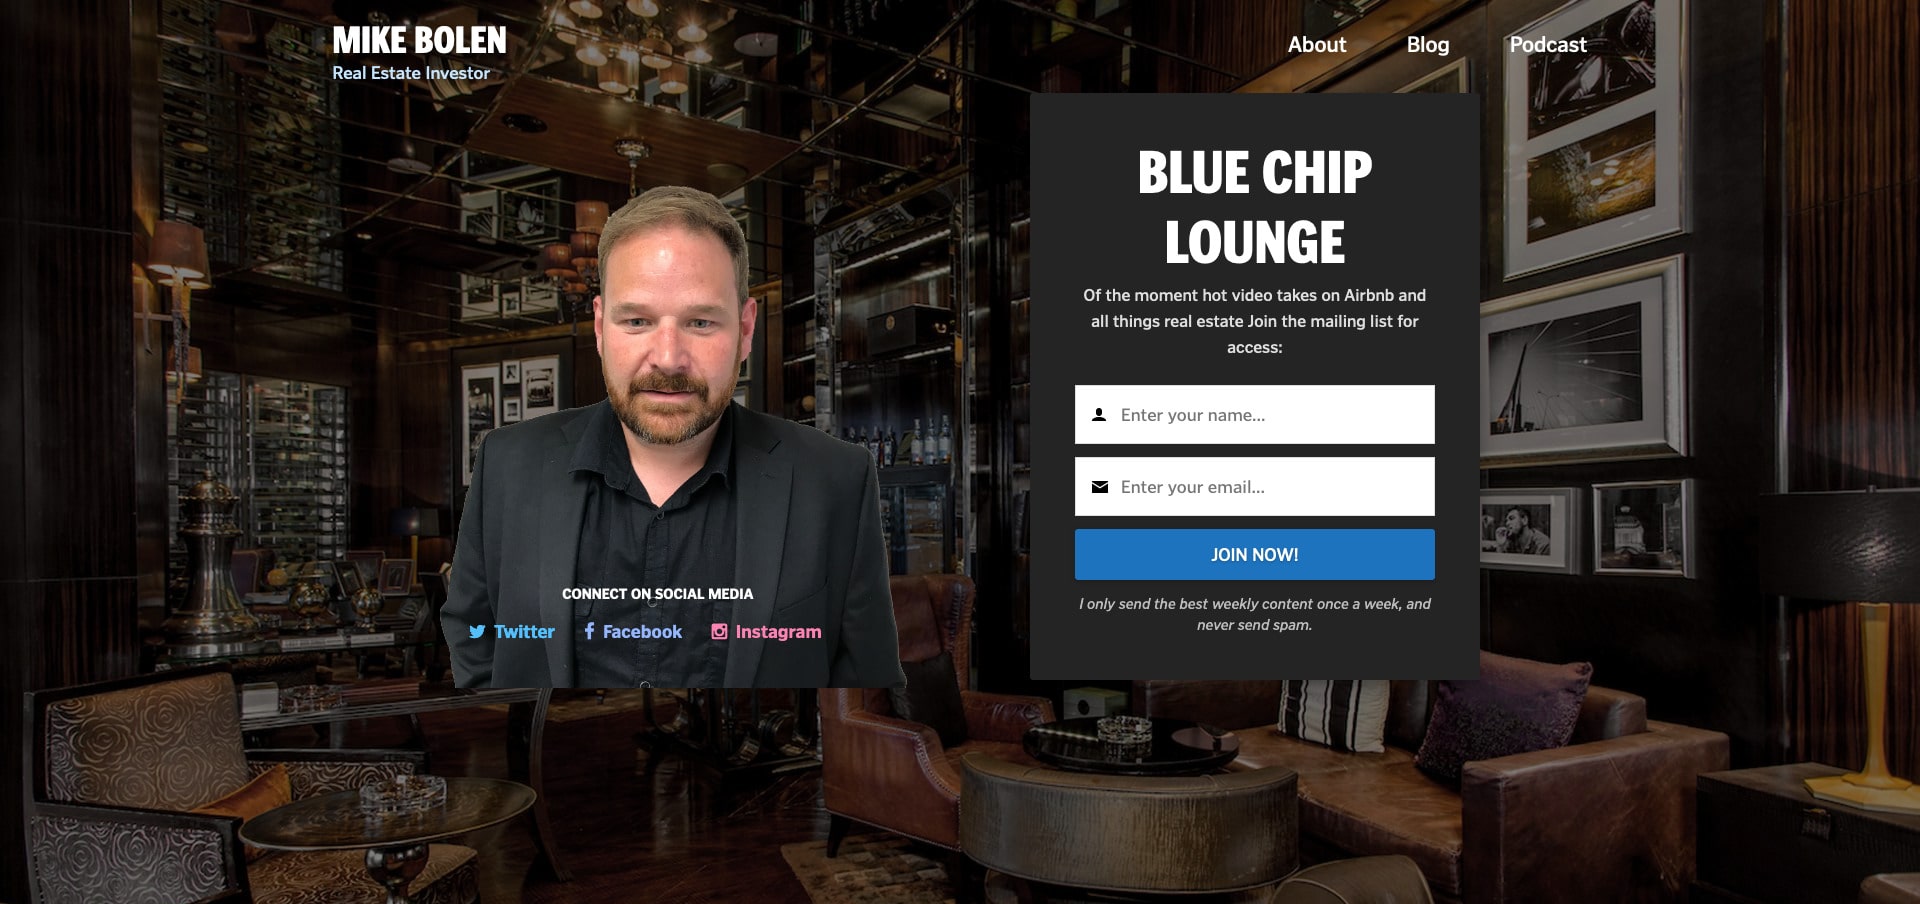 MIKE BOLEN
Real Estate Investor
About
Blog
Podcast
BLUE CHIP
LOUNGE
Of the moment hot video takes on Airbnb and
all things real estate Join the mailing list for
access:
Enter your name...
Enter your email...
JOIN NOW!
I only send the best weekly content once a week, and
never send spam.
CONNECT ON SOCIAL MEDIA
Twitter
Facebook
Instagram